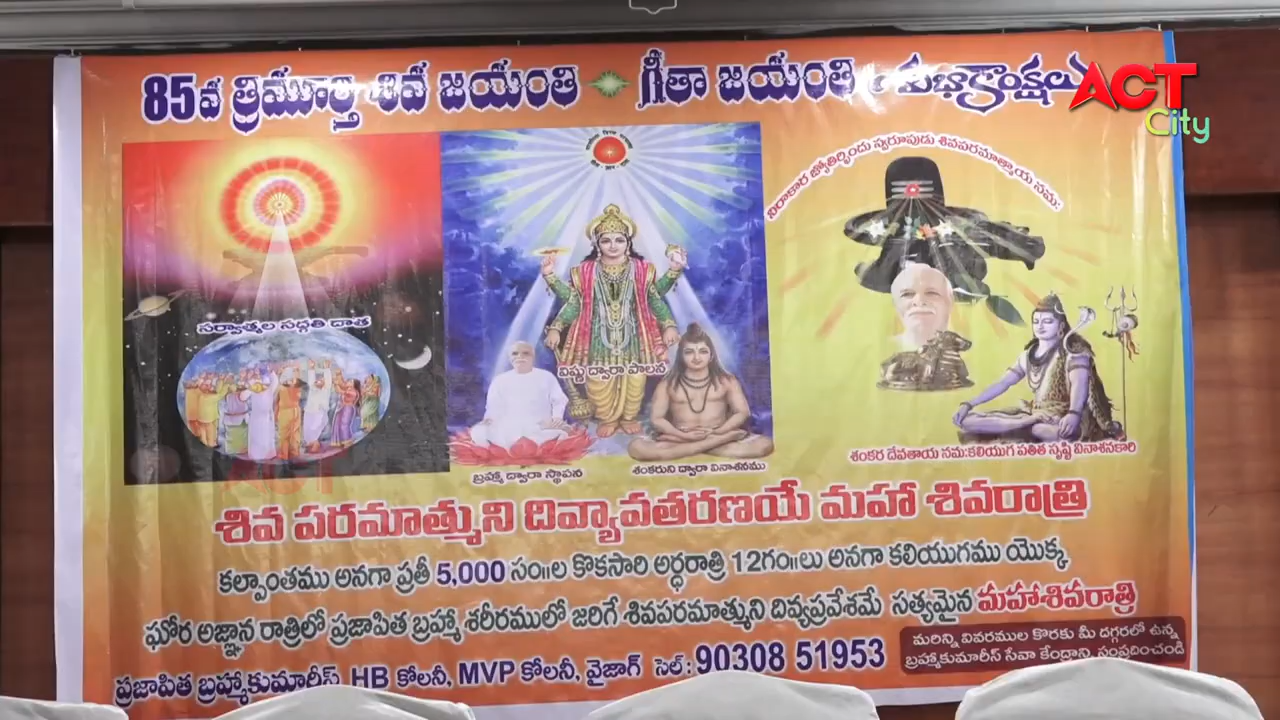 85వ త్రిమూర్తి శివ జయంతి గీతా జయంతి శుభాకాంక్షలు
ACT
City
నిరాకార జ్యోతిర్బిందు స్వరూపుడు శివపరమాత్మాయ నమః
సర్వాత్మల సద్గతి దాత
విష్ణు ద్వారా పాలన
బ్రహ్మా ద్వారా స్థాపన
శంకరుని ద్వారా వినాశనము
శంకర దేవతాయ నమఃకలియుగ పతిత సృష్టి వినాశనకారి
శివ పరమాత్ముని దివ్యావతరణయే మహా శివరాత్రి
కల్పాంతము అనగా ప్రతీ 5,000 సం॥ల కొకసారి అర్ధరాత్రి 12గం॥లు అనగా కలియుగము యొక్క
ఘోర అజ్ఞాన రాత్రిలో ప్రజాపిత బ్రహ్మా శరీరములో జరిగే శివపరమాత్ముని దివ్యప్రవేశమే సత్యమైన మహాశివరాత్రి
ప్రజాపిత బ్రహ్మాకుమారీస్, HB కోలనీ, MVP కోలనీ, వైజాగ్ సెల్ : 90308 51953
మరిన్ని వివరముల కొరకు మీ దగ్గరలో ఉన్న
బ్రహ్మాకుమారీస్ సేవా కేంద్రాన్ని సంప్రదించండి